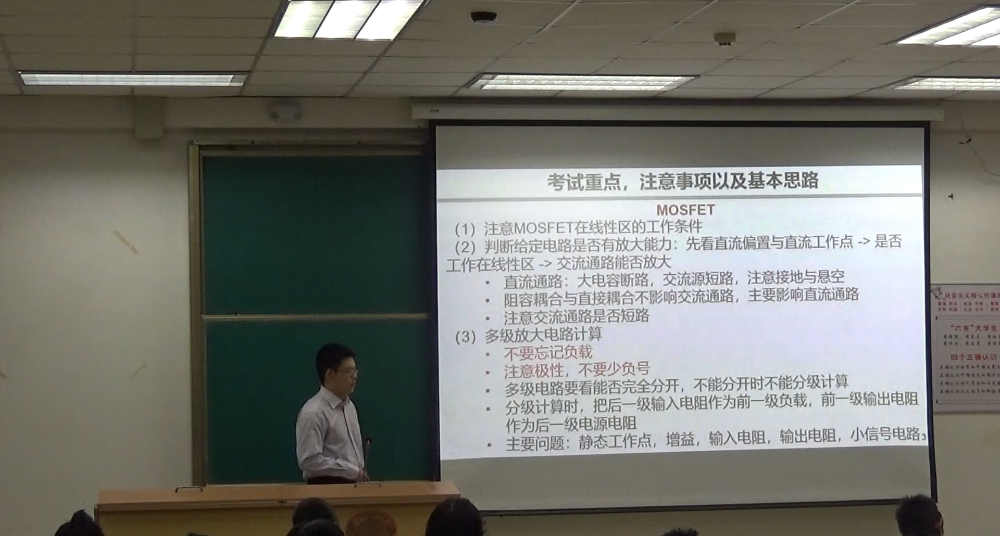 考试重点，注意事项以及基本思路
MOSFET
（1）注意MOSFET在线性区的工作条件
（2）判断给定电路是否有放大能力：先看直流偏置与直流工作点 -> 是否
工作在线性区 -> 交流通路能否放大
• 直流通路：大电容断路，交流源短路，注意接地与悬空
• 阻容耦合与直接耦合不影响交流通路，主要影响直流通路
• 注意交流通路是否短路
（3）多级放大电路计算
• 不要忘记负载
• 注意极性，不要少负号
• 多级电路要看能否完全分开，不能分开时不能分级计算
• 分级计算时，把后一级输入电阻作为前一级负载，前一级输出电阻
作为后一级电源电阻
• 主要问题：静态工作点，增益，输入电阻，输出电阻，小信号电路
3
社会主义核心价值
“六有”大学生
四个正确认识